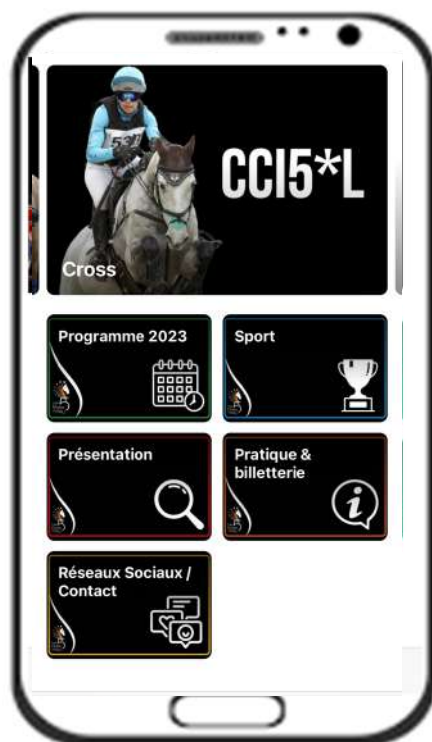 CCI5*L
Cross
Programme 2023
Sport
Présentation
Pratique &
billetterie
Réseaux Sociaux /
Contact